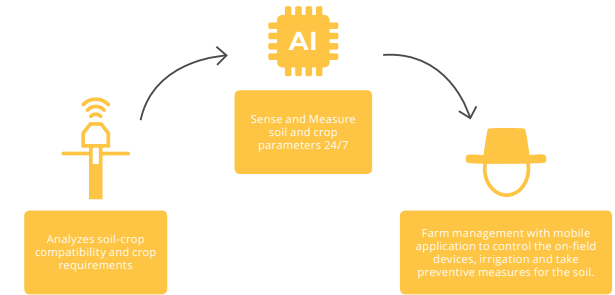 AI
Sense and Measure
soil and crop
parameters 24/7
Analyzes soil-crop
compatibility and crop
requirements
Farm management with mobile
application to control the on-field
devices, irrigation and take
preventive measures for the soil.